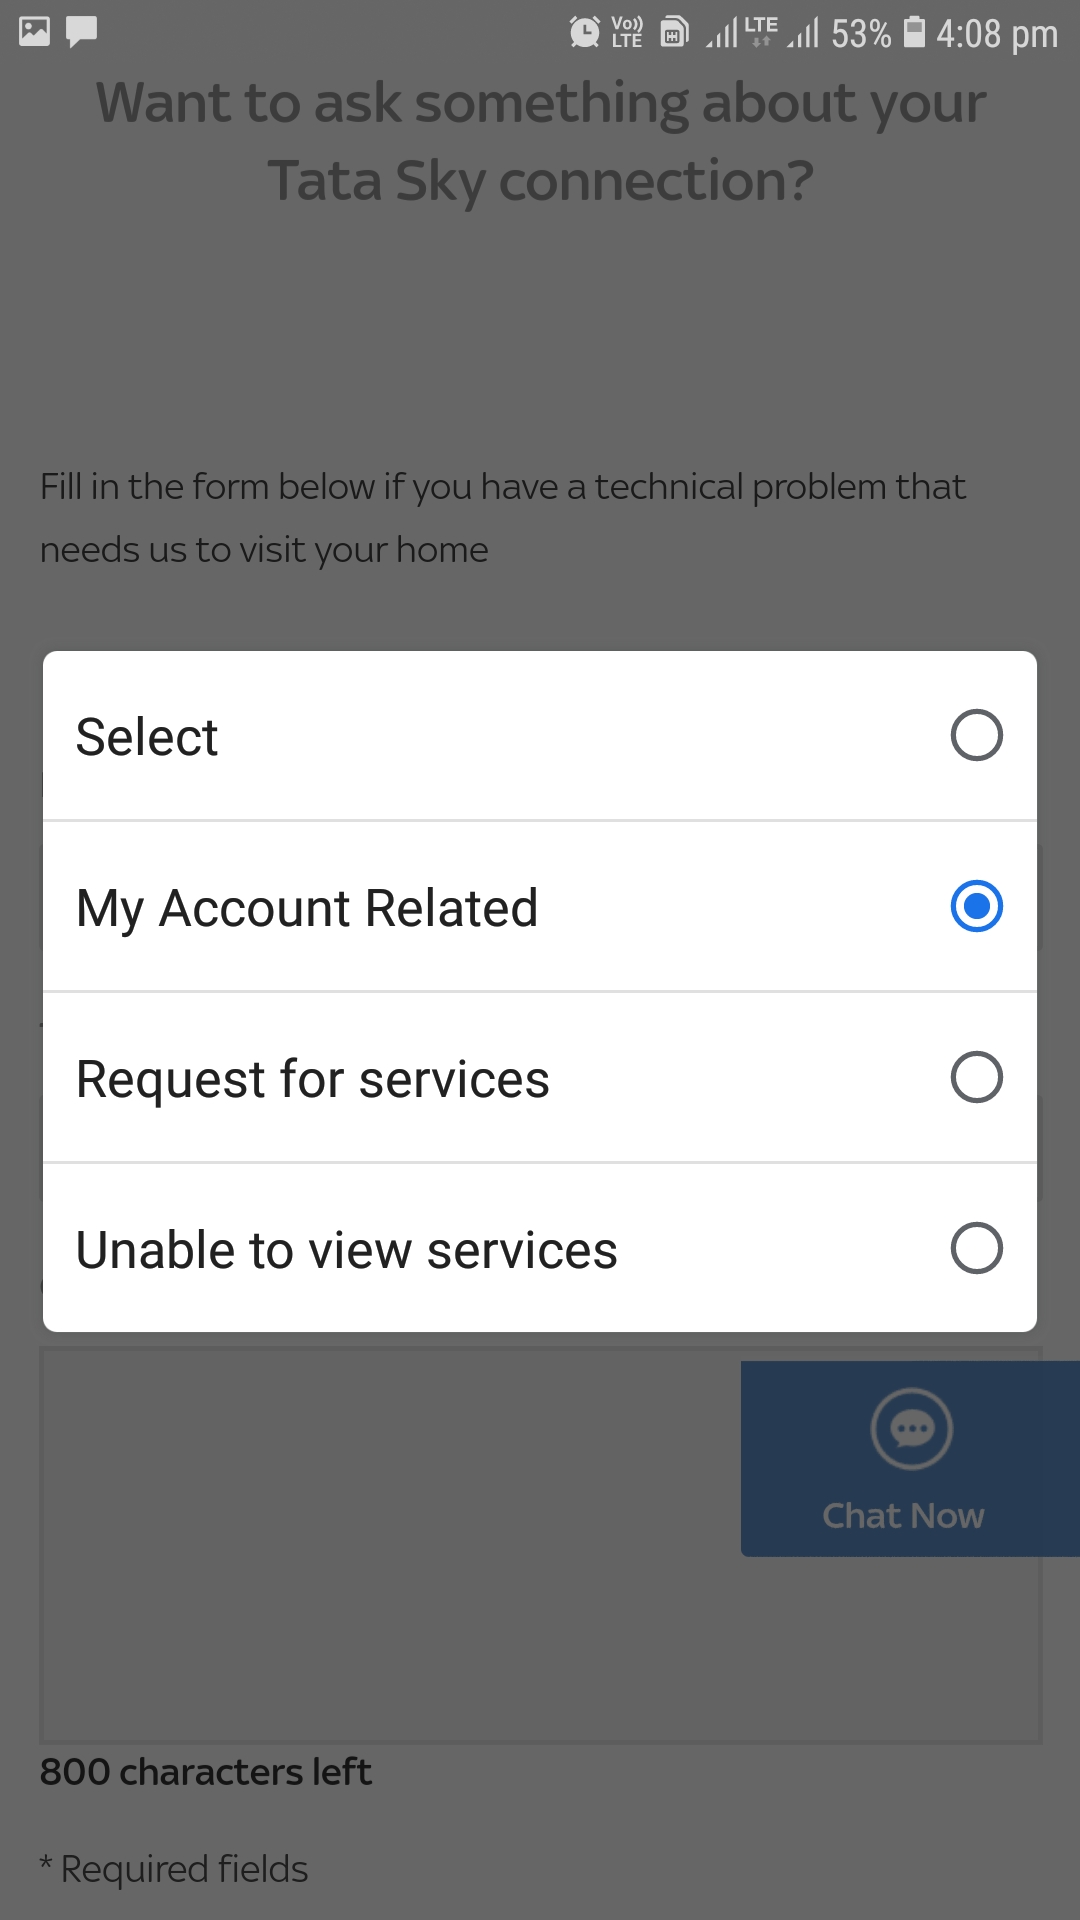 Vo)) LTE LTE 53% 4:08 pm
Want to ask something about your
Tata Sky connection?
Fill in the form below if you have a technical problem that
needs us to visit your home
Select
My Account Related
Request for services
Unable to view services
Chat Now
800 characters left
* Required fields